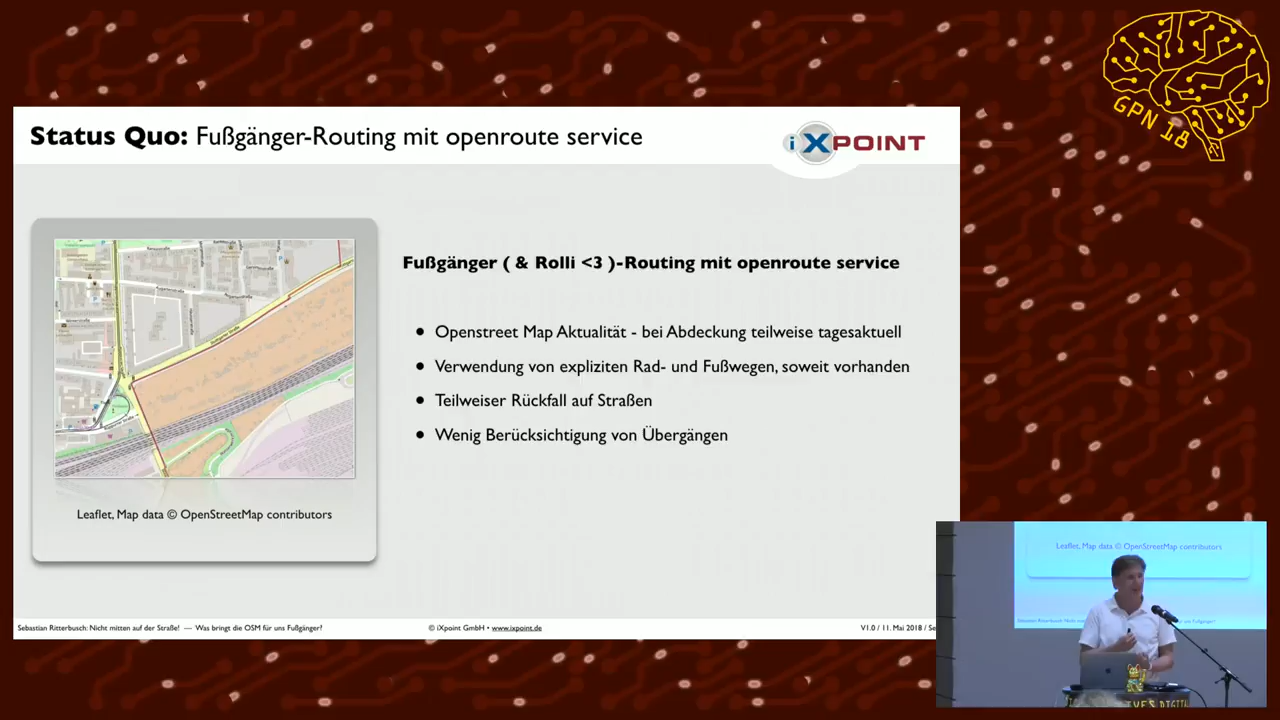 GPN 18
Status Quo: Fußgänger-Routing mit openroute service
iXPOINT
Fußgänger ( & Rolli <3 )-Routing mit openroute service
● Openstreet Map Aktualität - bei Abdeckung teilweise tagesaktuell
● Verwendung von expliziten Rad- und Fußwegen, soweit vorhanden
● Teilweiser Rückfall auf Straßen
● Wenig Berücksichtigung von Übergängen
Leaflet, Map data © OpenStreetMap contributors
Leaflet, Map data © OpenStreetMap contributors
Sebastian Ritterbusch: Nicht mitten auf der Straße! — Was bringt die OSM für uns Fußgänger?
© iXpoint GmbH • www.ixpoint.de
V1.0 / 11. Mai 2018 / Se